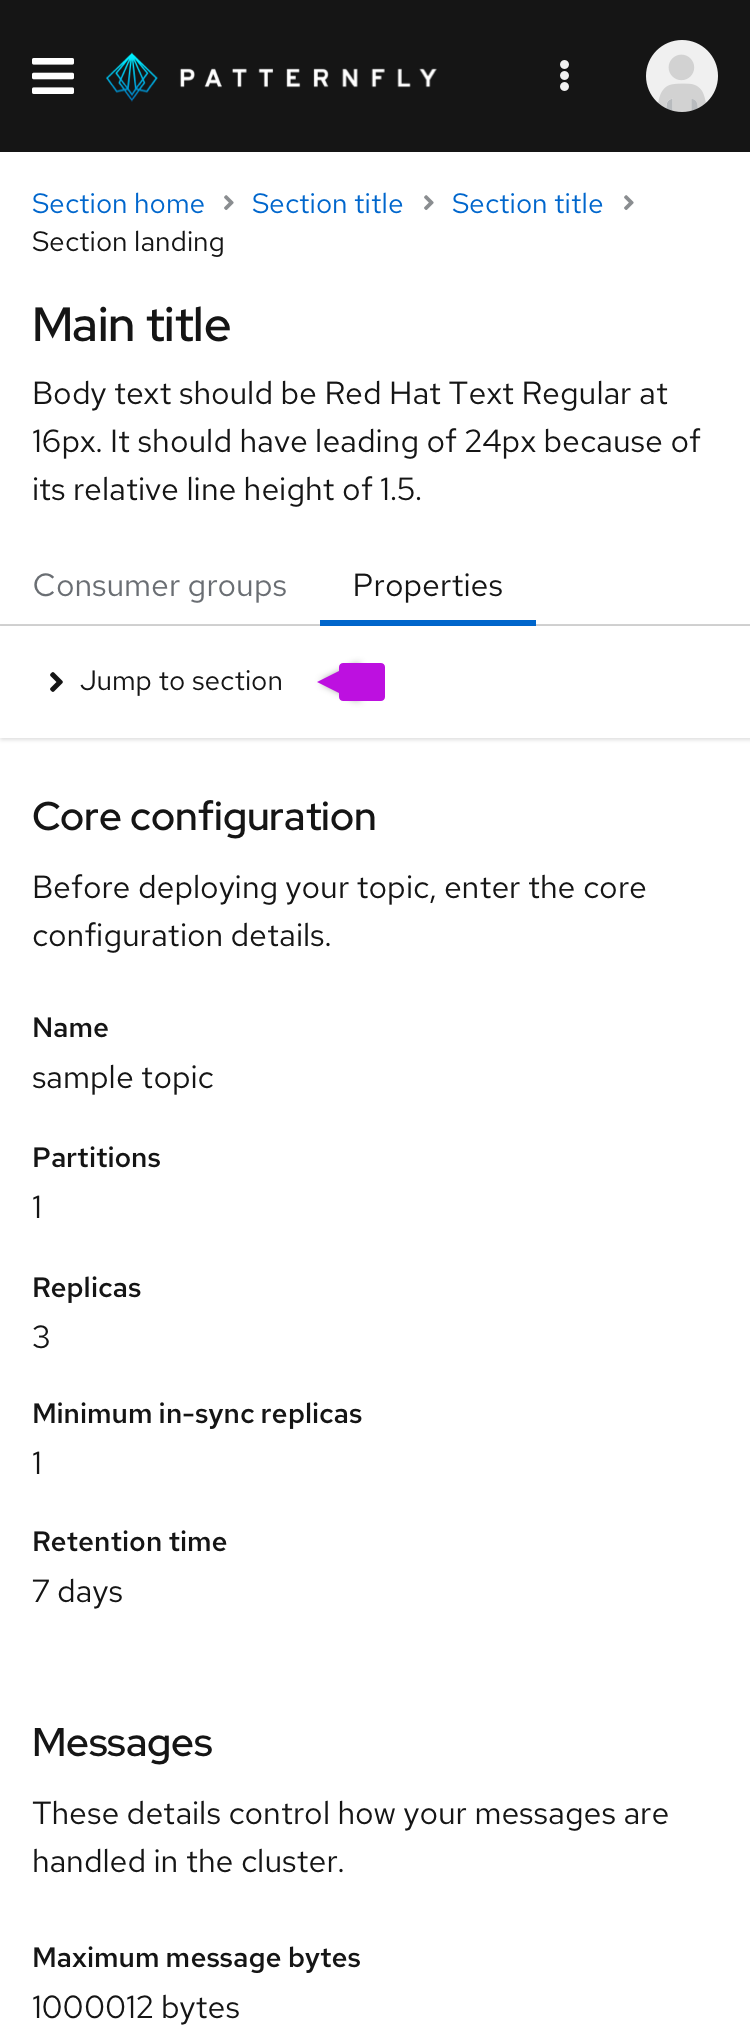 PATTERNFLY
Section home > Section title > Section title >
Section landing
Main title
Body text should be Red Hat Text Regular at
16px. It should have leading of 24px because of
its relative line height of 1.5.
Consumer groups Properties
Jump to section
Core configuration
Before deploying your topic, enter the core
configuration details.
Name
sample topic
Partitions
1
Replicas
3
Minimum in-sync replicas
1
Retention time
7 days
Messages
These details control how your messages are
handled in the cluster.
Maximum message bytes
1000012 bytes